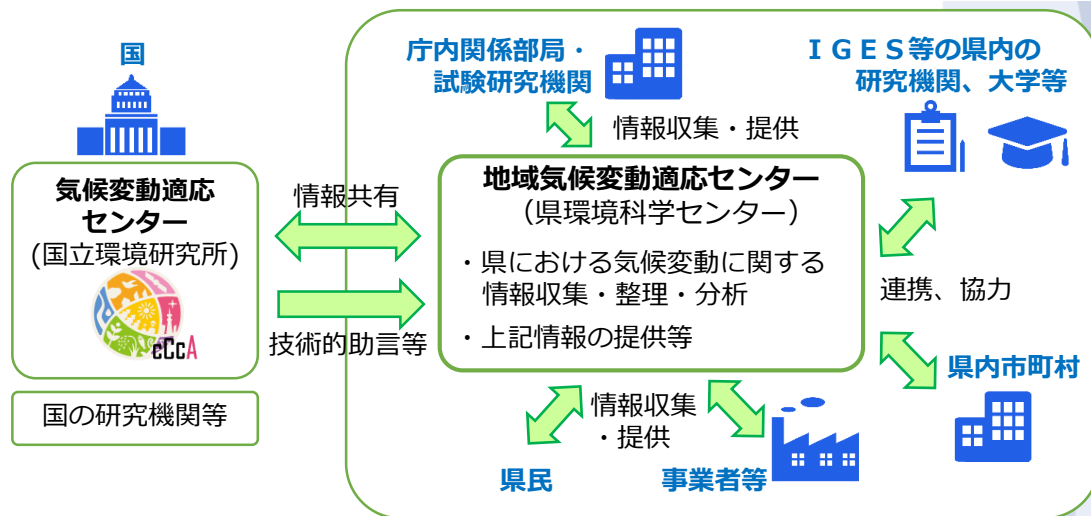 国
気候変動適応
センター
(国立環境研究所)
cCcA
国の研究機関等
情報共有
技術的助言等
庁内関係部局・
試験研究機関
情報収集・提供
ＩＧＥＳ等の県内の
研究機関、大学等
地域気候変動適応センター
（県環境科学センター）
・県における気候変動に関する
情報収集・整理・分析
・上記情報の提供等
連携、協力
県内市町村
情報収集
・提供
県民
事業者等